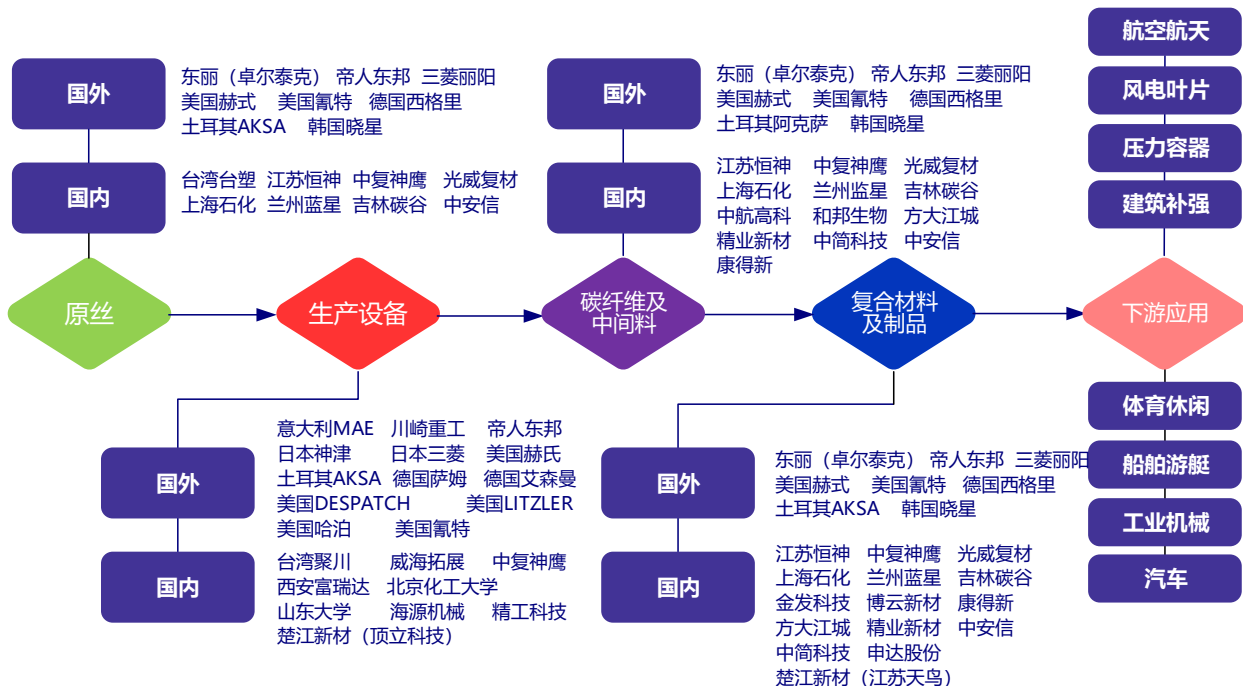 国外
东丽（卓尔泰克） 帝人东邦 三菱丽阳
美国赫式 美国氰特 德国西格里
土耳其AKSA 韩国晓星
国内
台湾台塑 江苏恒神 中复神鹰 光威复材
上海石化 兰州蓝星 吉林碳谷 中安信
国外
东丽（卓尔泰克） 帝人东邦 三菱丽阳
美国赫式 美国氰特 德国西格里
土耳其阿克萨 韩国晓星
国内
江苏恒神 中复神鹰 光威复材
上海石化 兰州监星 吉林碳谷
中航高科 和邦生物 方大江城
精业新材 中简科技 中安信
康得新
航空航天
风电叶片
压力容器
建筑补强
原丝
生产设备
碳纤维及
中间料
复合材料
及制品
下游应用
国外
意大利MAE 川崎重工 帝人东邦
日本神津 日本三菱 美国赫氏
土耳其AKSA 德国萨姆 德国艾森曼
美国DESPATCH 美国LITZLER
美国哈泊 美国氰特
国内
台湾聚川 威海拓展 中复神鹰
西安富瑞达 北京化工大学
山东大学 海源机械 精工科技
楚江新材（顶立科技）
国外
东丽（卓尔泰克） 帝人东邦 三菱丽阳
美国赫式 美国氰特 德国西格里
土耳其AKSA 韩国晓星
国内
江苏恒神 中复神鹰 光威复材
上海石化 兰州蓝星 吉林碳谷
金发科技 博云新材 康得新
方大江城 精业新材 中安信
中简科技 申达股份
楚江新材（江苏天鸟）
体育休闲
船舶游艇
工业机械
汽车